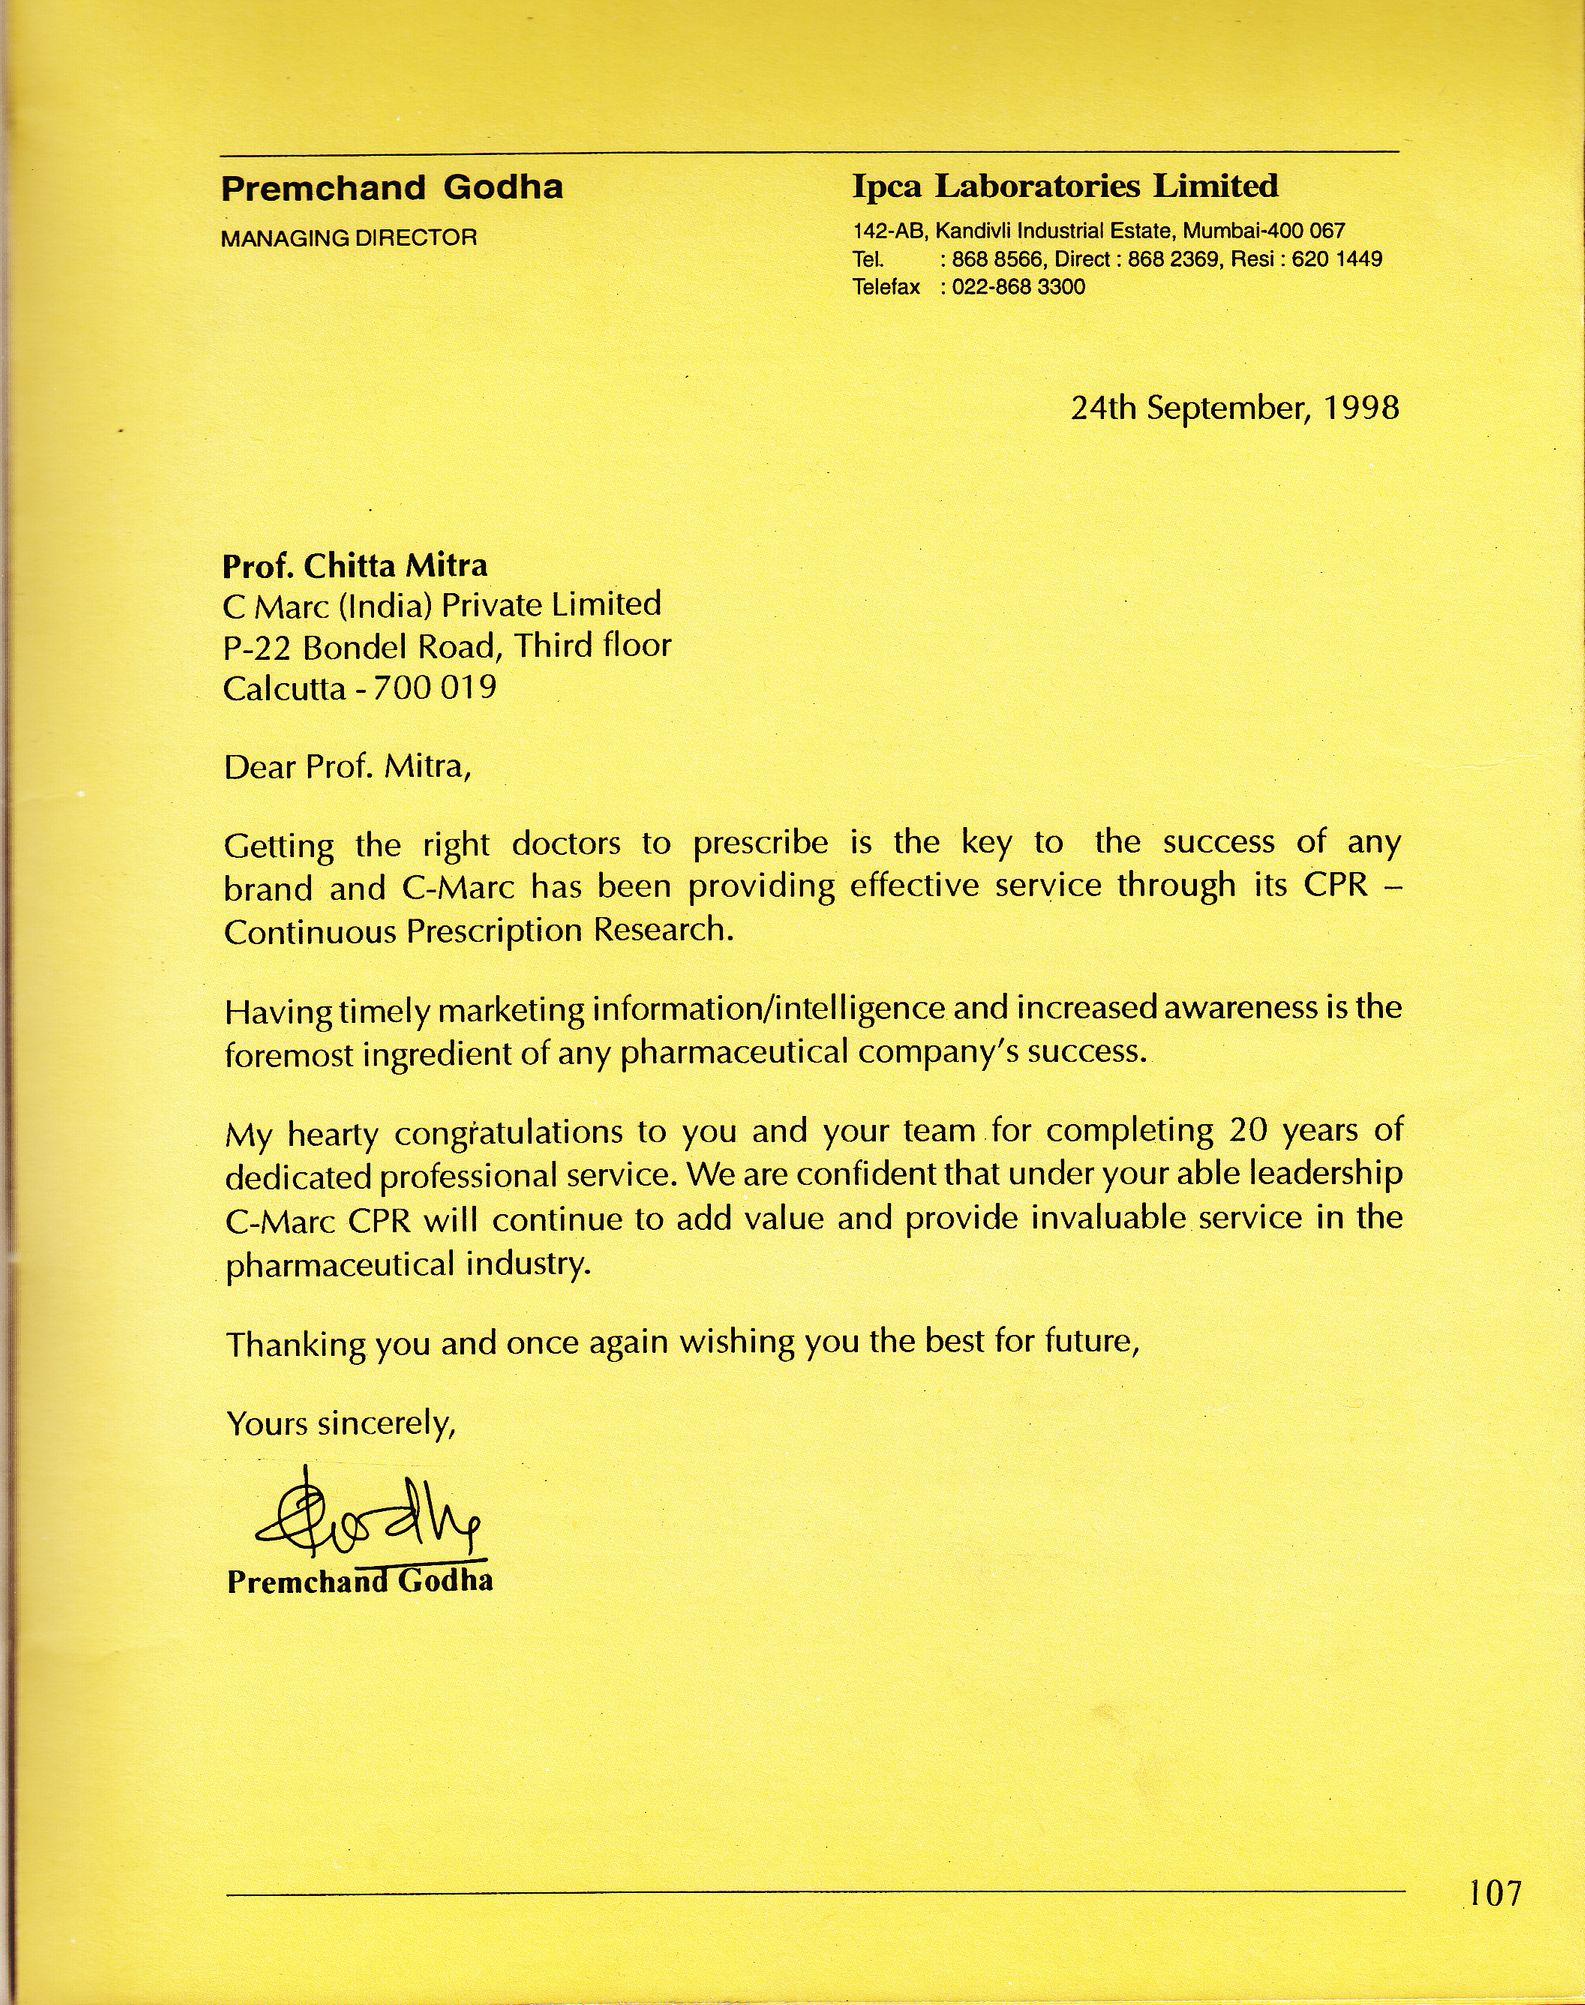 Premchand Godha
MANAGING DIRECTOR
Ipca Laboratories Limited
142-AB, Kandivli Industrial Estate, Mumbai-400 067
Tel. : 868 8566, Direct : 868 2369, Resi : 620 1449
Telefax : 022-868 3300
24th September, 1998
Prof. Chitta Mitra
C Marc (India) Private Limited
P-22 Bondel Road, Third floor
Calcutta - 700 019
Dear Prof. Mitra,
Getting the right doctors to prescribe is the key to the success of any
brand and C-Marc has been providing effective service through its CPR –
Continuous Prescription Research.
Having timely marketing information/intelligence and increased awareness is the
foremost ingredient of any pharmaceutical company's success.
My hearty congratulations to you and your team for completing 20 years of
dedicated professional service. We are confident that under your able leadership
C-Marc CPR will continue to add value and provide invaluable service in the
pharmaceutical industry.
Thanking you and once again wishing you the best for future,
Yours sincerely,
Godha
Premchand Godha
107